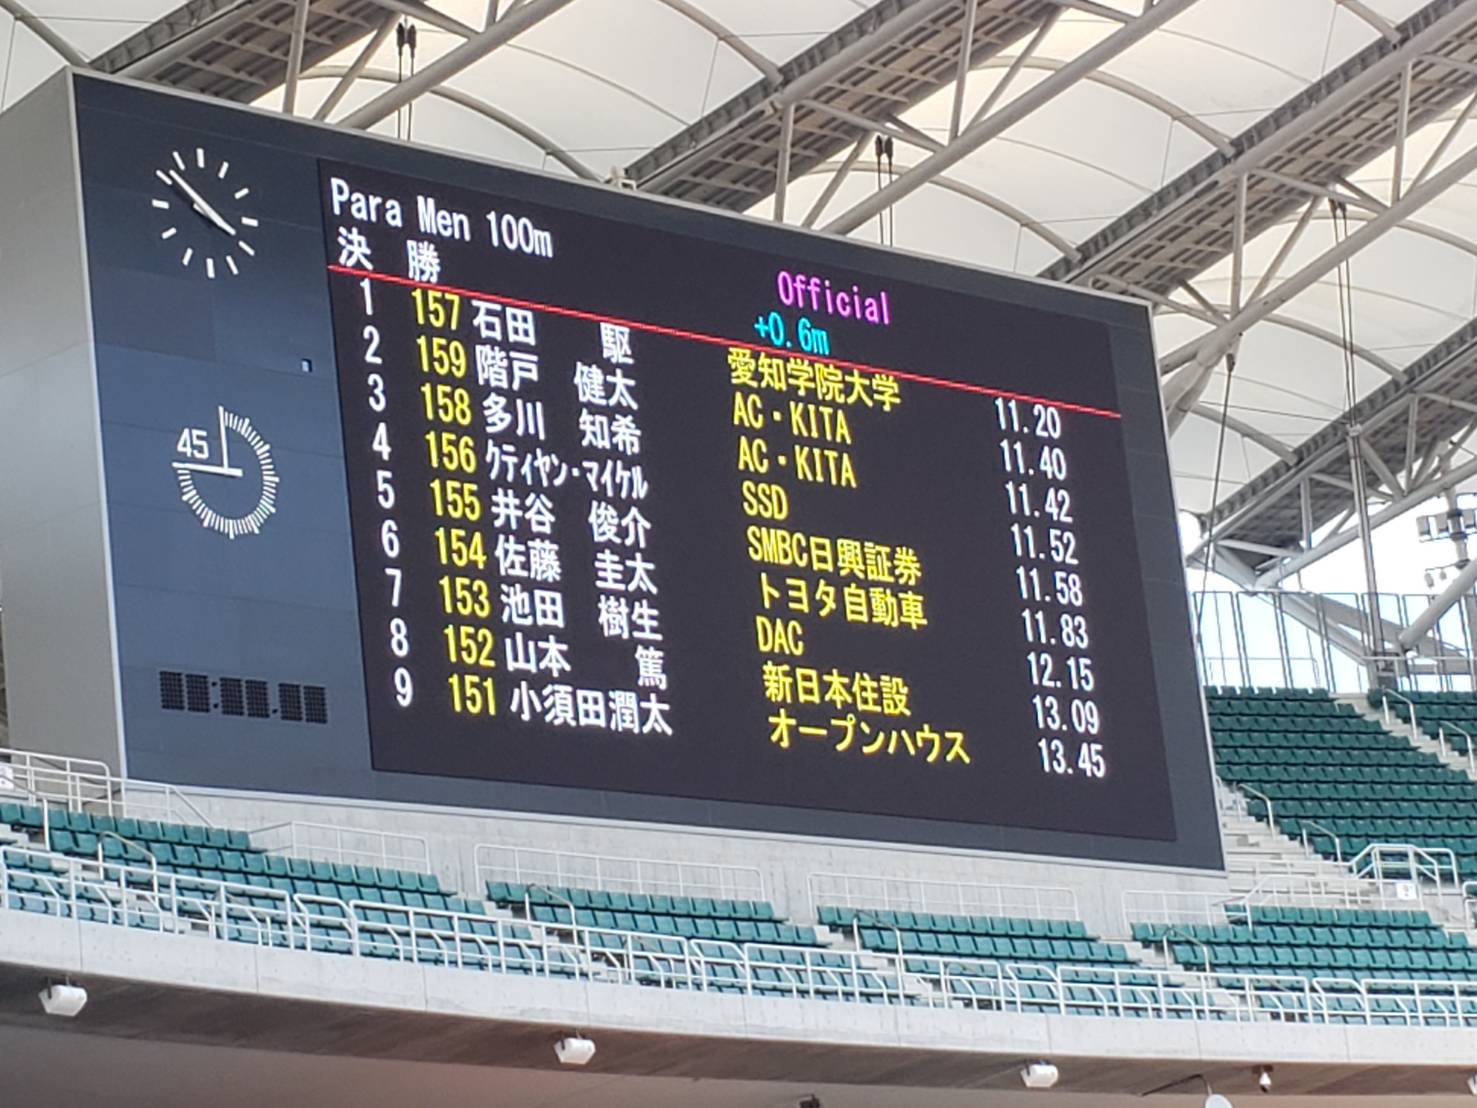 Para Men 100m
決 勝
Official
+0.6m
1 157 石田 駆 愛知学院大学 11.20
2 159 階戸 健太 AC・KITA 11.40
3 158 多川 知希 AC・KITA 11.42
4 156 ｸﾃｨﾔﾝ・ﾏｲｹﾙ SSD 11.52
5 155 井谷 俊介 SMBC日興証券 11.58
6 154 佐藤 圭太 トヨタ自動車 11.83
7 153 池田 樹生 DAC 12.15
8 152 山本 篤 新日本住設 13.09
9 151 小須田潤太 オープンハウス 13.45
45